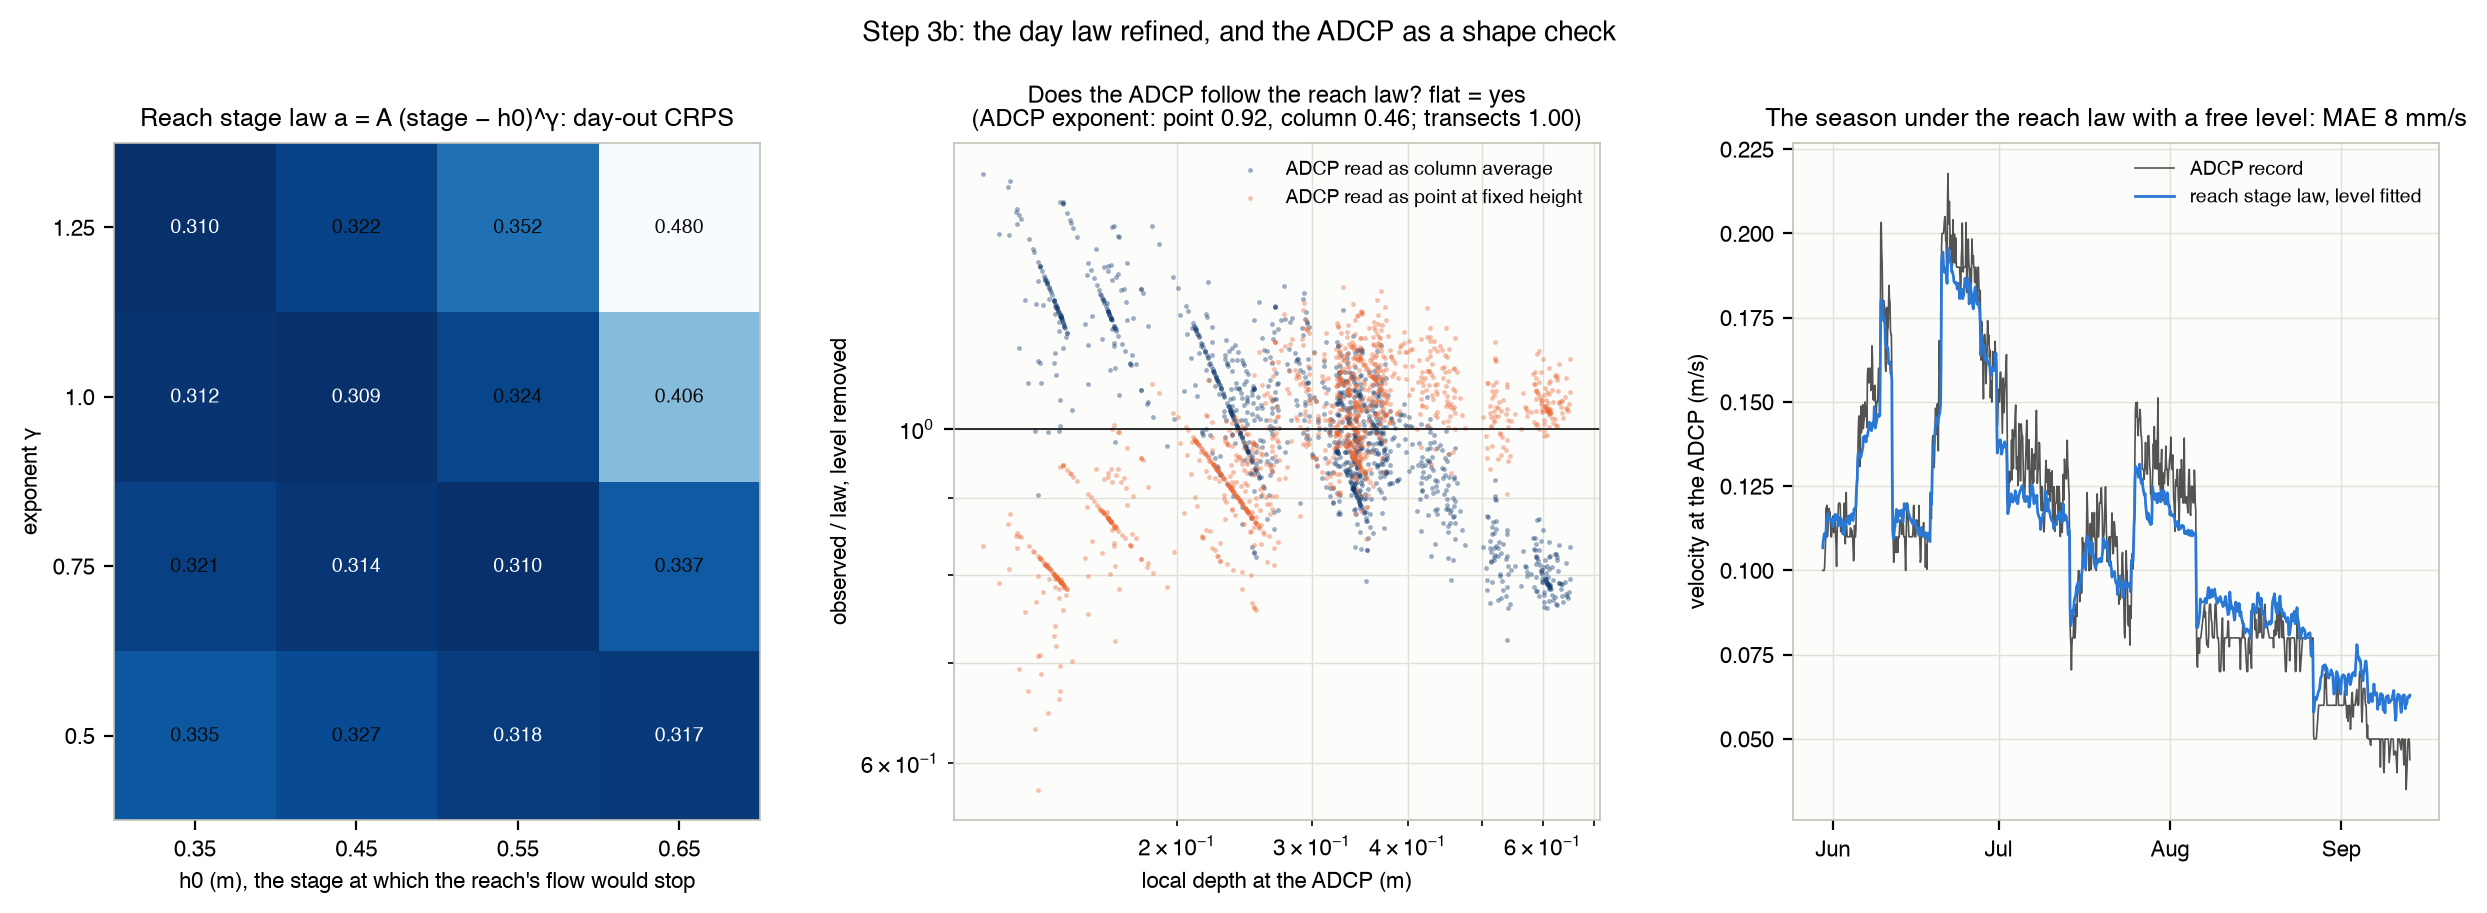 Step 3b: the day law refined, and the ADCP as a shape check
Reach stage law a = A (stage − h0)^γ: day-out CRPS
1.25
1.0
0.75
0.5
exponent γ
0.310 0.322 0.352 0.480
0.312 0.309 0.324 0.406
0.321 0.314 0.310 0.337
0.335 0.327 0.318 0.317
0.35 0.45 0.55 0.65
h0 (m), the stage at which the reach's flow would stop
Does the ADCP follow the reach law? flat = yes
(ADCP exponent: point 0.92, column 0.46; transects 1.00)
ADCP read as column average
ADCP read as point at fixed height
observed / law, level removed
10⁰
6 × 10⁻¹
2 × 10⁻¹ 3 × 10⁻¹ 4 × 10⁻¹ 6 × 10⁻¹
local depth at the ADCP (m)
The season under the reach law with a free level: MAE 8 mm/s
ADCP record
reach stage law, level fitted
velocity at the ADCP (m/s)
0.225
0.200
0.175
0.150
0.125
0.100
0.075
0.050
Jun Jul Aug Sep